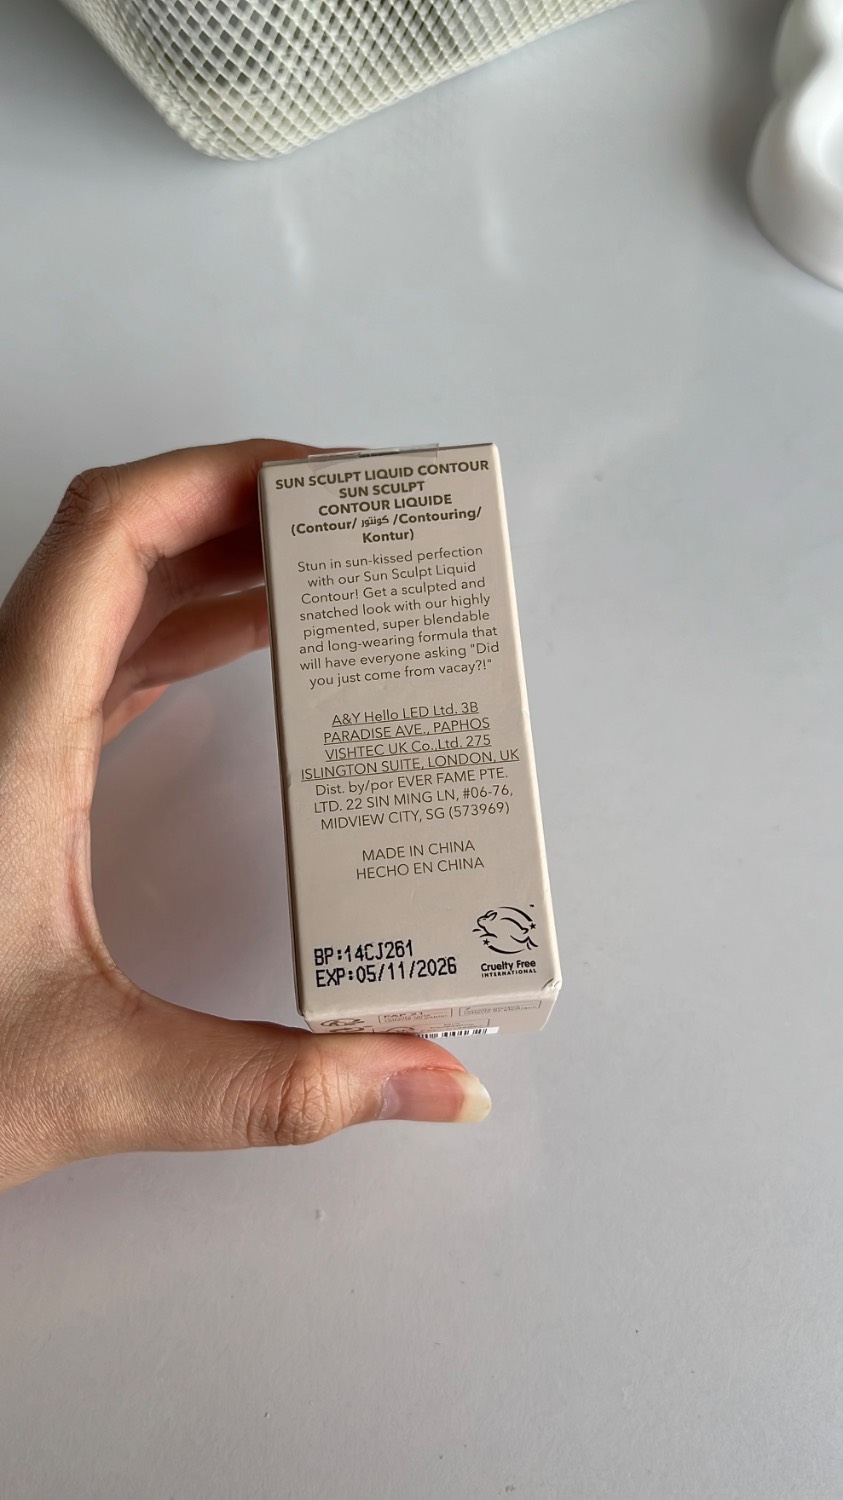 SUN SCULPT LIQUID CONTOUR
SUN SCULPT
CONTOUR LIQUIDE
(Contour/ كونتور /Contouring/
Kontur)
Stun in sun-kissed perfection
with our Sun Sculpt Liquid
Contour! Get a sculpted and
snatched look with our highly
pigmented, super blendable
and long-wearing formula that
will have everyone asking "Did
you just come from vacay?!"
A&Y Hello LED Ltd. 3B
PARADISE AVE., PAPHOS
VISHTEC UK Co.,Ltd. 275
ISLINGTON SUITE, LONDON, UK
Dist. by/por EVER FAME PTE.
LTD. 22 SIN MING LN, #06-76,
MIDVIEW CITY, SG (573969)
MADE IN CHINA
HECHO EN CHINA
BP:14CJ261
EXP:05/11/2026
Cruelty Free
INTERNATIONAL